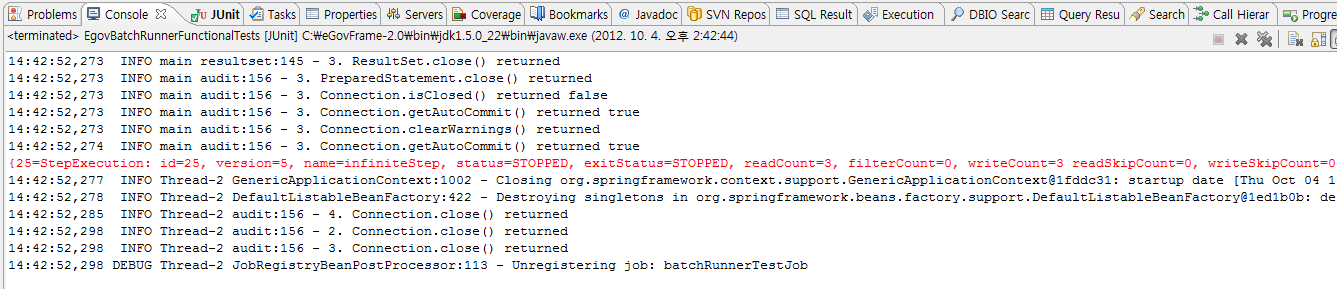 Problems Console JUnit Tasks Properties Servers Coverage Bookmarks @ Javadoc SVN Repos SQL Result Execution DBIO Searc Query Resu Search Call Hierar Progre
<terminated> EgovBatchRunnerFunctionalTests [JUnit] C:₩eGovFrame-2.0₩bin₩jdk1.5.0_22₩bin₩javaw.exe (2012. 10. 4. 오후 2:42:44)
14:42:52,273 INFO main resultset:145 - 3. ResultSet.close() returned
14:42:52,273 INFO main audit:156 - 3. PreparedStatement.close() returned
14:42:52,273 INFO main audit:156 - 3. Connection.isClosed() returned false
14:42:52,273 INFO main audit:156 - 3. Connection.getAutoCommit() returned true
14:42:52,273 INFO main audit:156 - 3. Connection.clearWarnings() returned
14:42:52,274 INFO main audit:156 - 3. Connection.getAutoCommit() returned true
{25=StepExecution: id=25, version=5, name=infiniteStep, status=STOPPED, exitStatus=STOPPED, readCount=3, filterCount=0, writeCount=3 readSkipCount=0, writeSkipCount=0
14:42:52,277 INFO Thread-2 GenericApplicationContext:1002 - Closing org.springframework.context.support.GenericApplicationContext@1fddc31: startup date [Thu Oct 04 1
14:42:52,278 INFO Thread-2 DefaultListableBeanFactory:422 - Destroying singletons in org.springframework.beans.factory.support.DefaultListableBeanFactory@1ed1b0b: de
14:42:52,285 INFO Thread-2 audit:156 - 4. Connection.close() returned
14:42:52,298 INFO Thread-2 audit:156 - 2. Connection.close() returned
14:42:52,298 INFO Thread-2 audit:156 - 3. Connection.close() returned
14:42:52,298 DEBUG Thread-2 JobRegistryBeanPostProcessor:113 - Unregistering job: batchRunnerTestJob